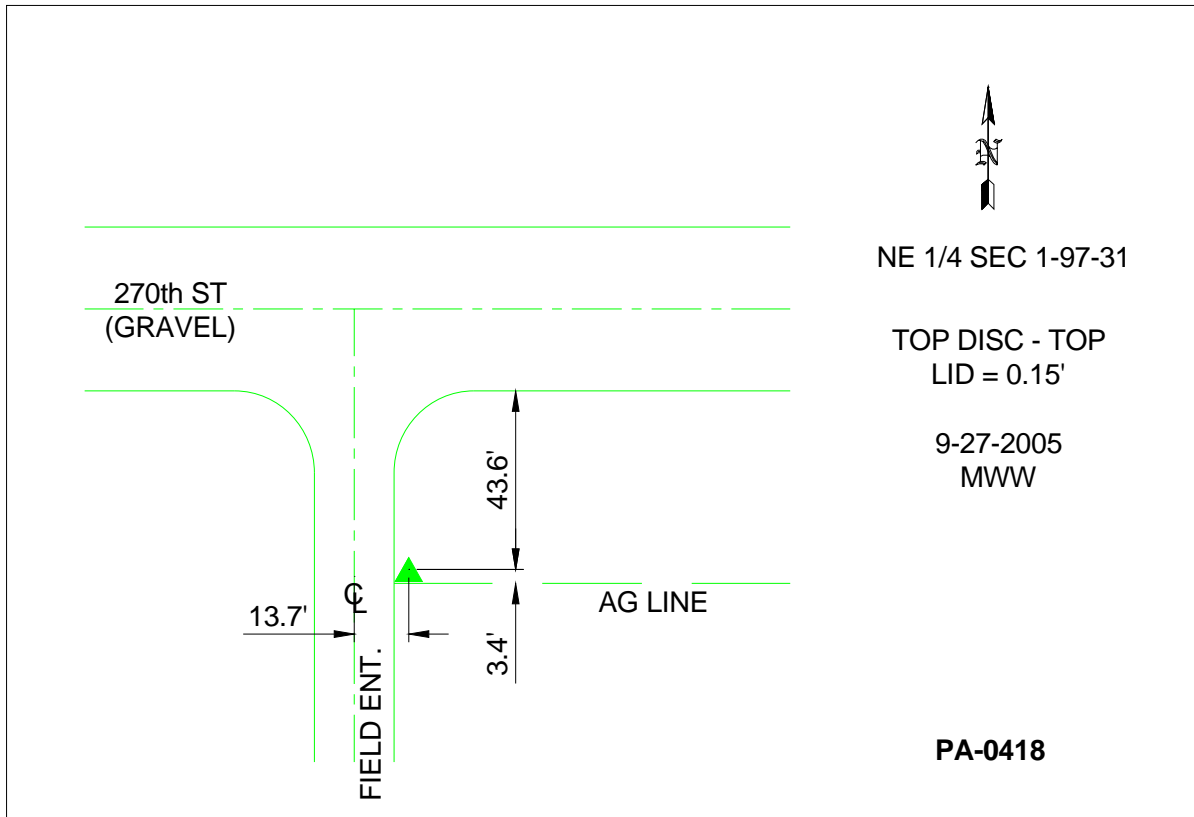 N
NE 1/4 SEC 1-97-31
270th ST
(GRAVEL)
TOP DISC - TOP
LID = 0.15'
9-27-2005
MWW
43.6'
℄
13.7'
AG LINE
3.4'
FIELD ENT.
PA-0418